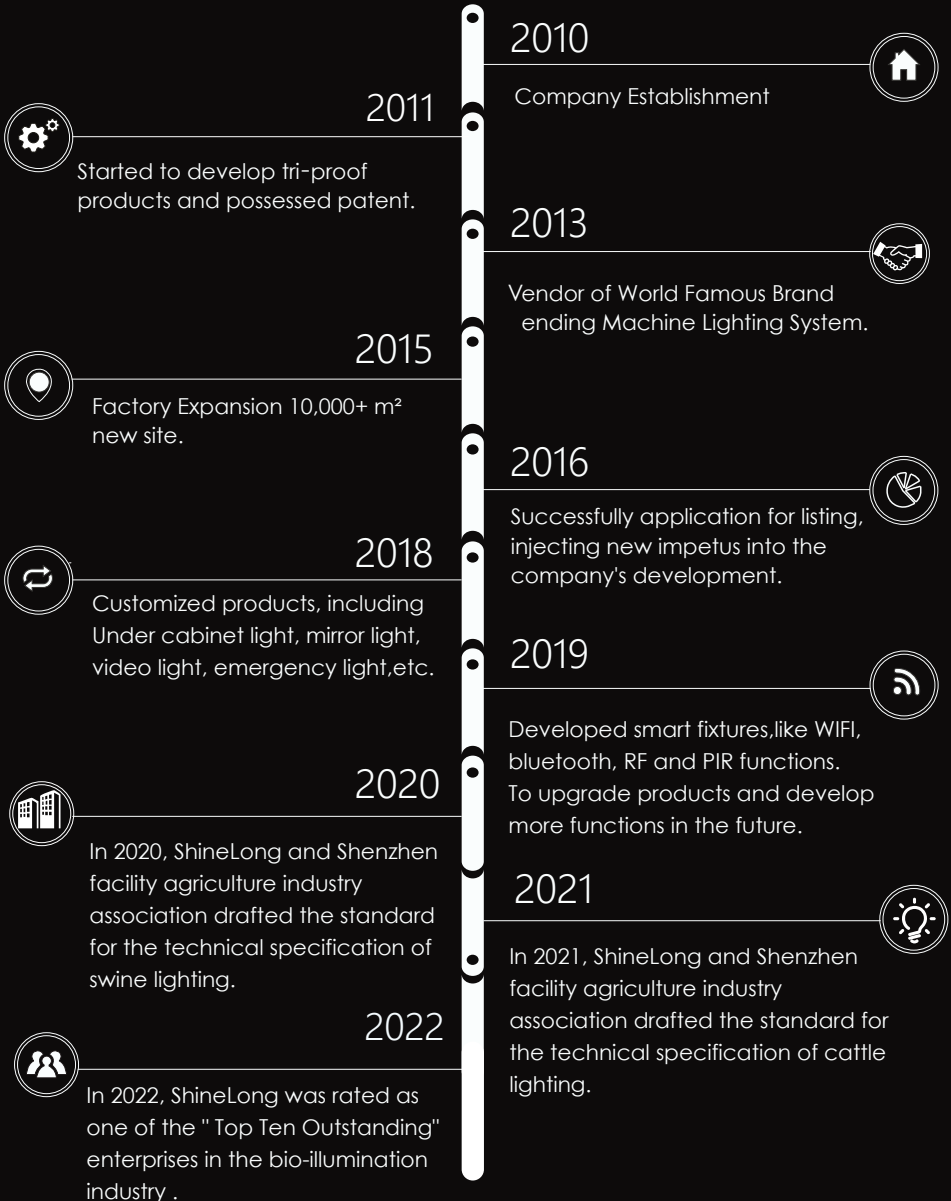 2010
Company Establishment
2011
Started to develop tri-proof
products and possessed patent.
2013
Vendor of World Famous Brand
ending Machine Lighting System.
2015
Factory Expansion 10,000+ m²
new site.
2016
Successfully application for listing,
injecting new impetus into the
company's development.
2018
Customized products, including
Under cabinet light, mirror light,
video light, emergency light,etc.
2019
Developed smart fixtures,like WIFI,
bluetooth, RF and PIR functions.
To upgrade products and develop
more functions in the future.
2020
In 2020, ShineLong and Shenzhen
facility agriculture industry
association drafted the standard
for the technical specification of
swine lighting.
2021
In 2021, ShineLong and Shenzhen
facility agriculture industry
association drafted the standard for
the technical specification of cattle
lighting.
2022
In 2022, ShineLong was rated as
one of the " Top Ten Outstanding"
enterprises in the bio-illumination
industry .